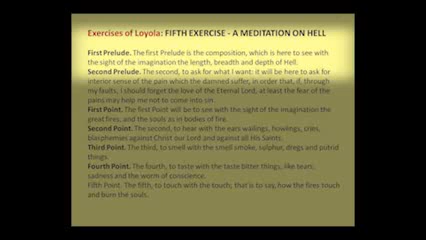 Exercises of Loyola: FIFTH EXERCISE - A MEDITATION ON HELL
First Prelude. The first Prelude is the composition, which is here to see with
the sight of the imagination the length, breadth and depth of Hell.
Second Prelude. The second, to ask for what I want: it will be here to ask for
interior sense of the pain which the damned suffer, in order that, if, through
my faults, I should forget the love of the Eternal Lord, at least the fear of the
pains may help me not to come into sin.
First Point. The first Point will be to see with the sight of the imagination the
great fires, and the souls as in bodies of fire.
Second Point. The second, to hear with the ears wailings, howlings, cries,
blasphemies against Christ our Lord and against all His Saints.
Third Point. The third, to smell with the smell smoke, sulphur, dregs and putrid
things.
Fourth Point. The fourth, to taste with the taste bitter things, like tears,
sadness and the worm of conscience.
Fifth Point. The fifth, to touch with the touch; that is to say, how the fires touch
and burn the souls.